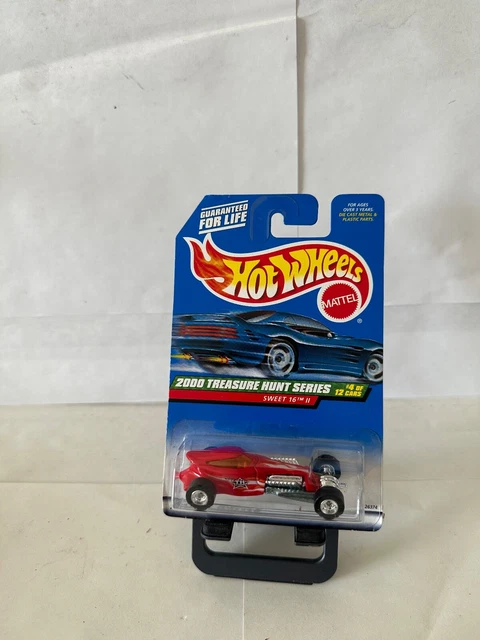 GUARANTEED
FOR LIFE
FOR AGES
OVER 3 YEARS.
DIE CAST METAL &
PLASTIC PARTS.
HOT WHEELS
MATTEL
®
2000 TREASURE HUNT SERIES
#4 OF
12 CARS
SWEET 16™ II